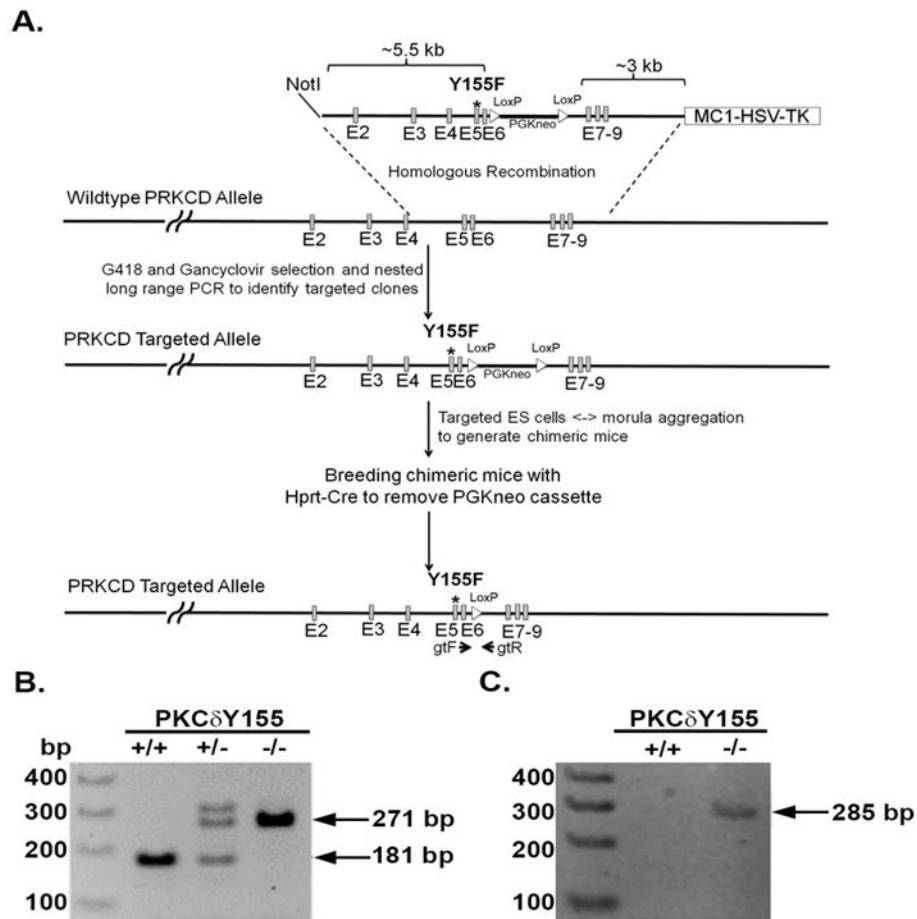 A.
~5.5 kb
~3 kb
NotI
Y155F
LoxP
LoxP
*
PGKneo
MC1-HSV-TK
E2
E3
E4
E5
E6
E7-9
Homologous Recombination
Wildtype PRKCD Allele
E2
E3
E4
E5
E6
E7-9
G418 and Gancyclovir selection and nested
long range PCR to identify targeted clones
Y155F
PRKCD Targeted Allele
*
LoxP
LoxP
PGKneo
E2
E3
E4
E5
E6
E7-9
Targeted ES cells <-> morula aggregation
to generate chimeric mice
Breeding chimeric mice with
Hprt-Cre to remove PGKneo cassette
Y155F
PRKCD Targeted Allele
*
LoxP
E2
E3
E4
E5
E6
E7-9
gtF
gtR
B.
PKCδY155
bp
+/+
+/-
-/-
400
300
200
100
271 bp
181 bp
C.
PKCδY155
+/+
-/-
400
300
200
100
285 bp